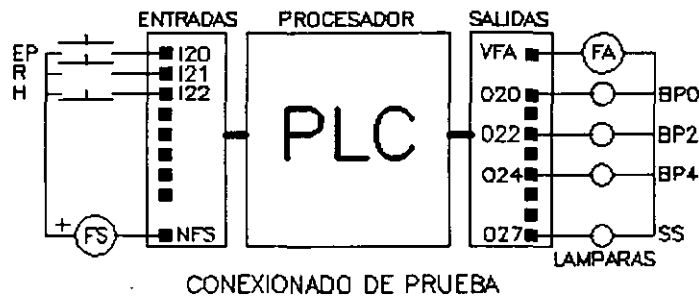 ENTRADAS PROCESADOR SALIDAS
EP I20 VFA FA
R I21
H I22 O20 BP0
PLC
O22 BP2
O24 BP4
+ FS NFS O27 SS
LAMPARAS
CONEXIONADO DE PRUEBA